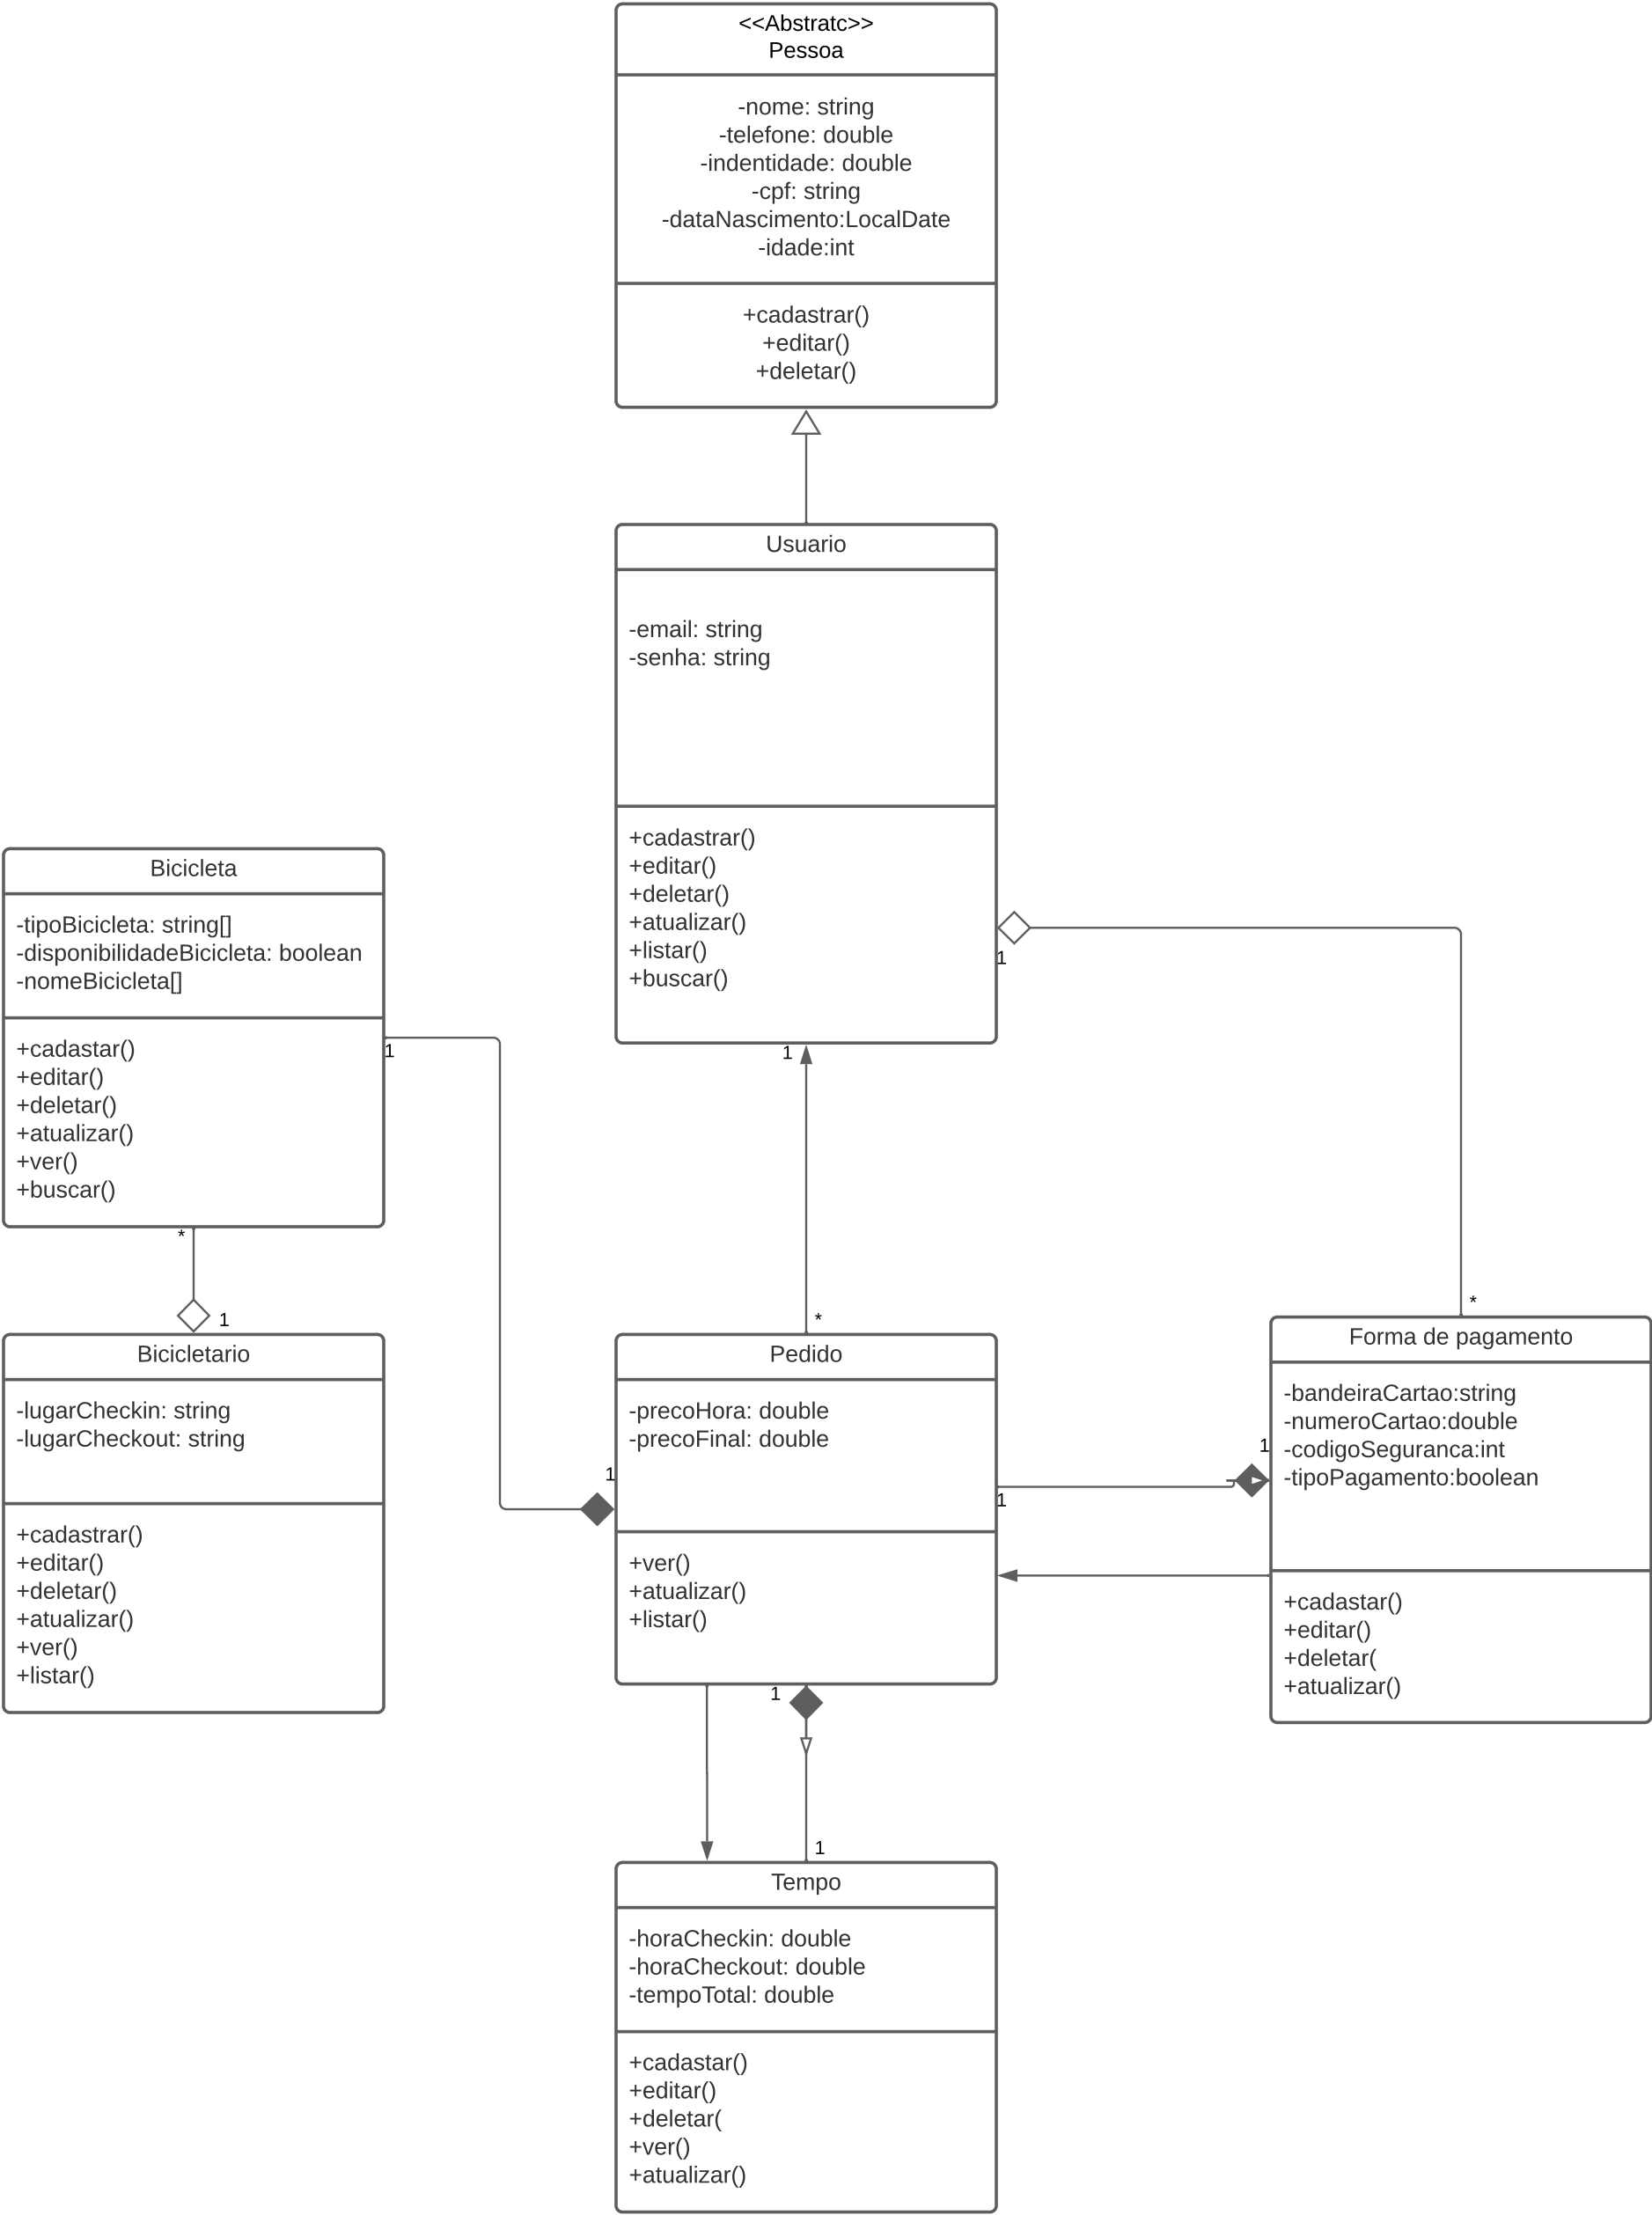 <<Abstratc>>
Pessoa
-nome: string
-telefone: double
-indentidade: double
-cpf: string
-dataNascimento:LocalDate
-idade:int
+cadastrar()
+editar()
+deletar()
Usuario
-email: string
-senha: string
+cadastrar()
+editar()
+deletar()
+atualizar()
+listar()
+buscar()
1
1
Bicicleta
-tipoBicicleta: string[]
-disponibilidadeBicicleta: boolean
-nomeBicicleta[]
+cadastar()
+editar()
+deletar()
+atualizar()
+ver()
+buscar()
1
*
1
Bicicletario
-lugarCheckin: string
-lugarCheckout: string
+cadastrar()
+editar()
+deletar()
+atualizar()
+ver()
+listar()
*
1
Pedido
-precoHora: double
-precoFinal: double
+ver()
+atualizar()
+listar()
1
1
*
1
Forma de pagamento
-bandeiraCartao:string
-numeroCartao:double
-codigoSeguranca:int
-tipoPagamento:boolean
+cadastar()
+editar()
+deletar(
+atualizar()
1
Tempo
-horaCheckin: double
-horaCheckout: double
-tempoTotal: double
+cadastar()
+editar()
+deletar(
+ver()
+atualizar()